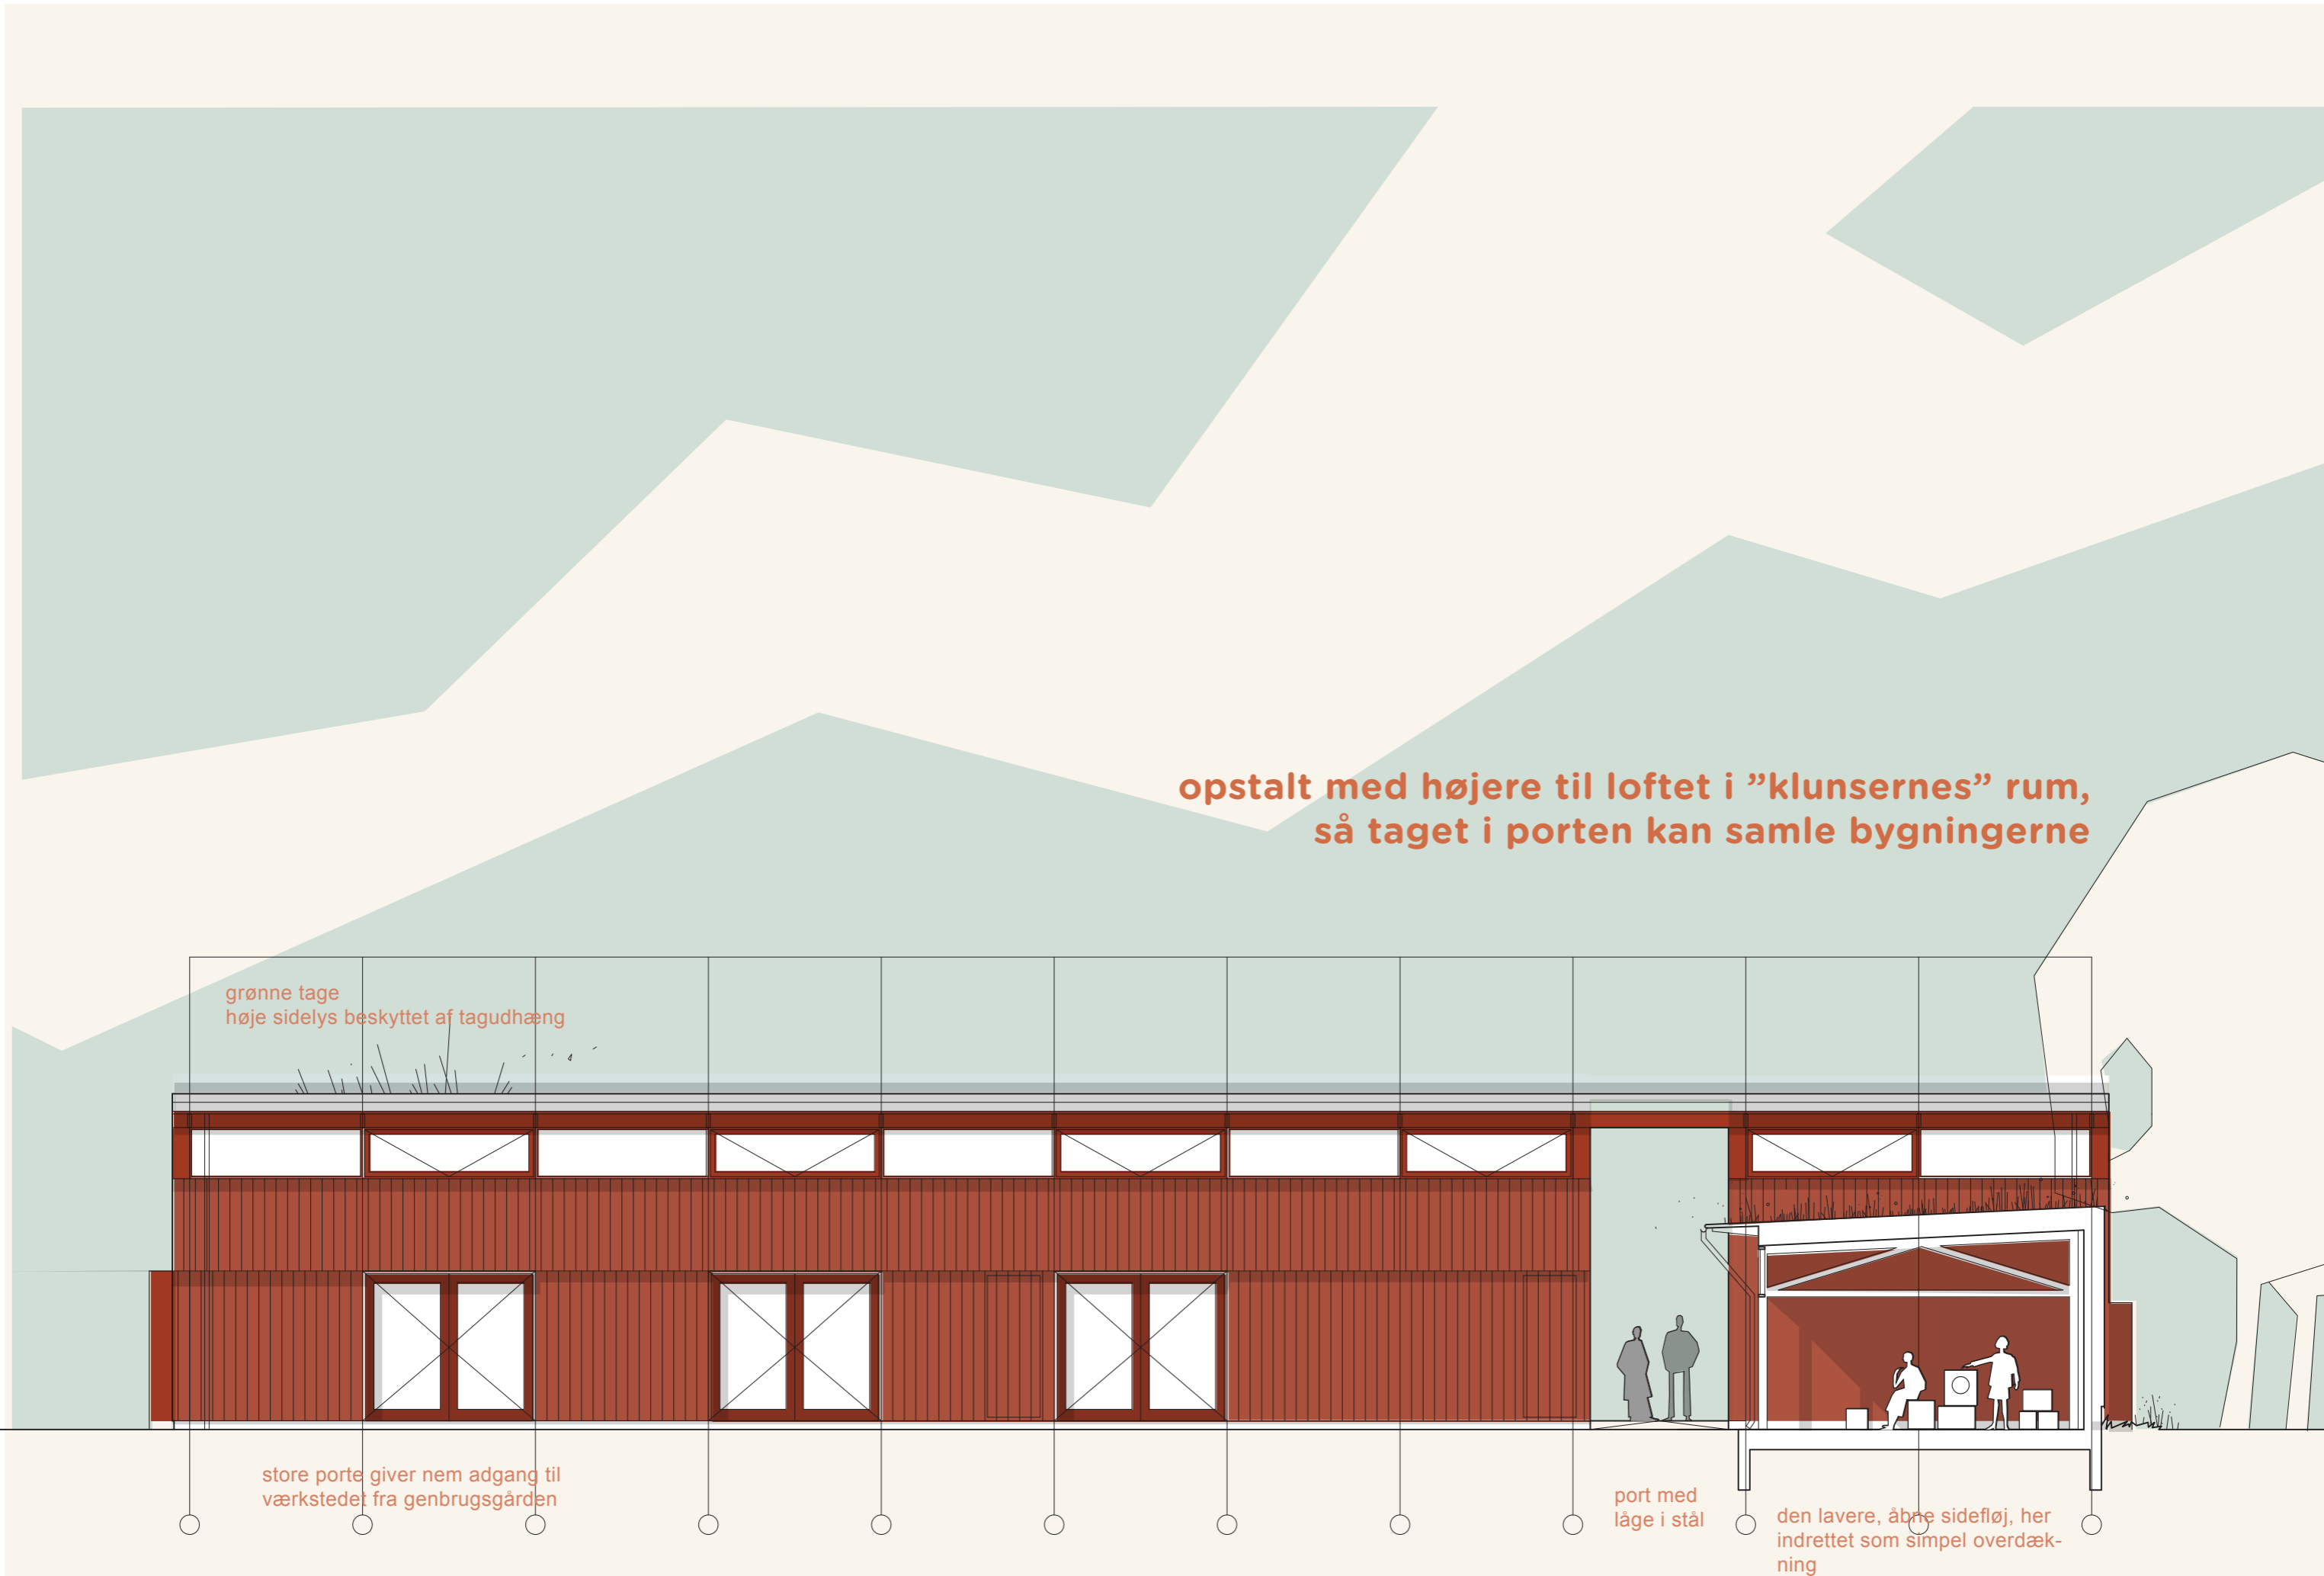 opstalt med højere til loftet i ”klunsernes” rum,
så taget i porten kan samle bygningerne
grønne tage
høje sidelys beskyttet af tagudhæng
store porte giver nem adgang til
værkstedet fra genbrugsgården
port med
låge i stål
den lavere, åbne sidefløj, her
indrettet som simpel overdæk-
ning